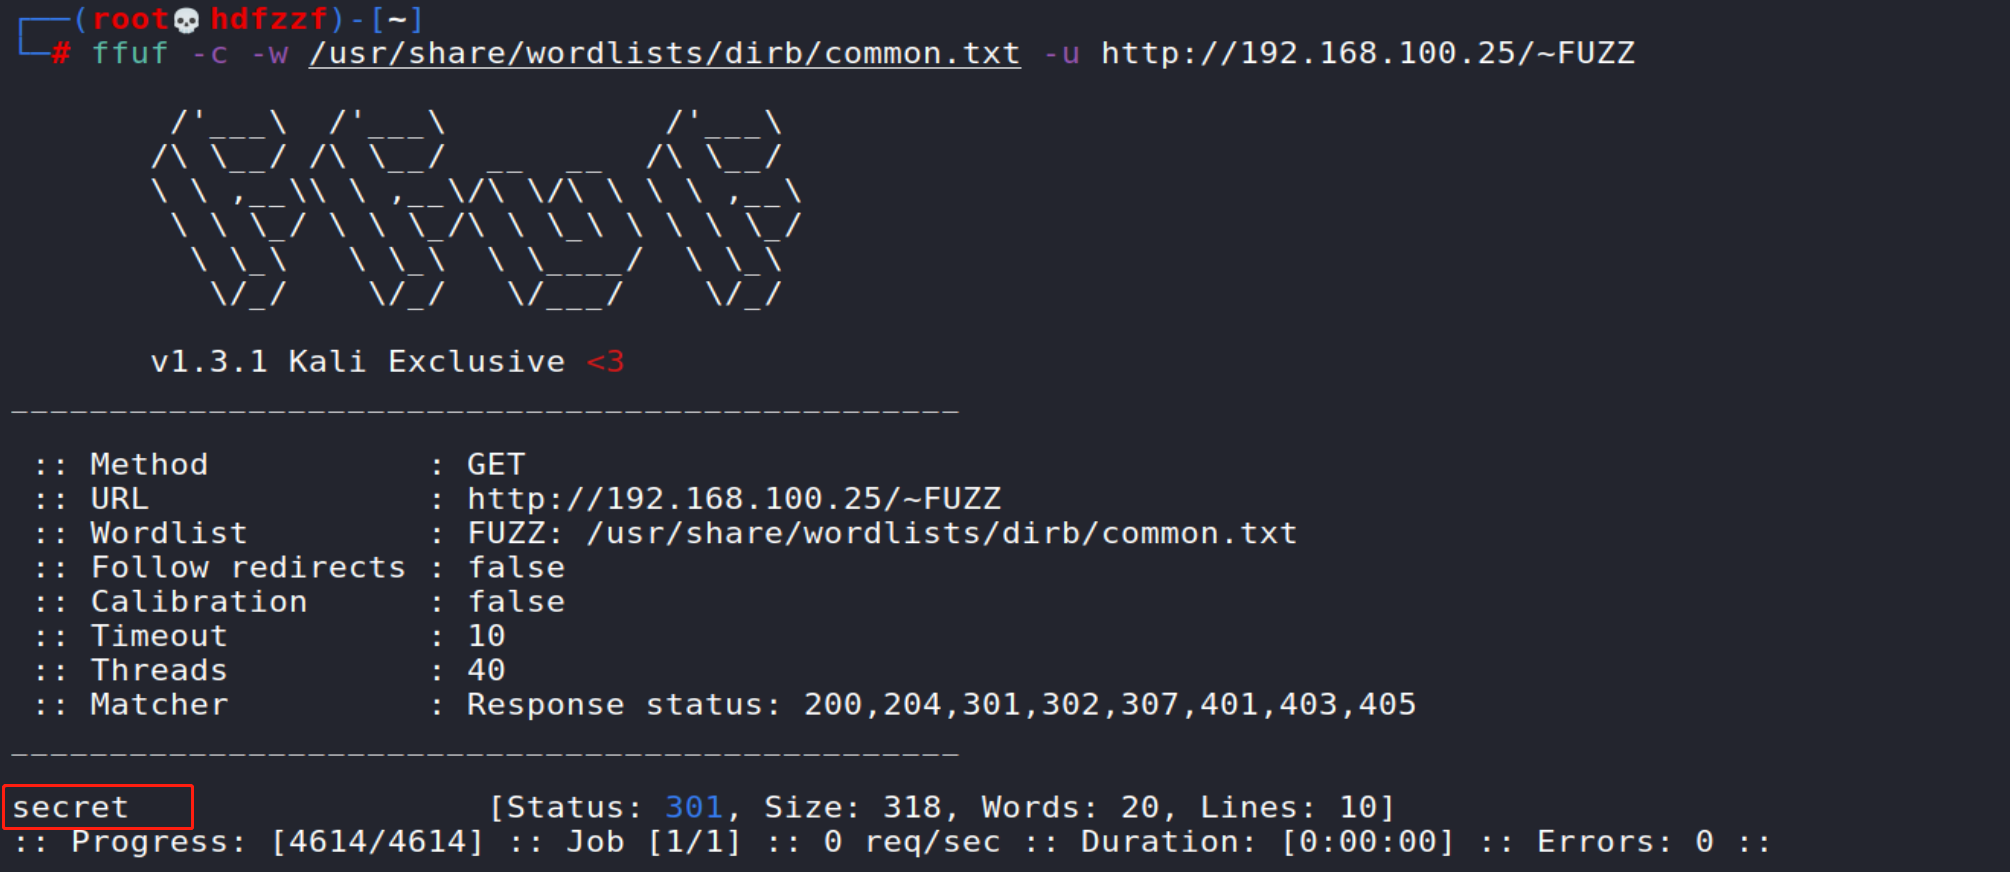 ┌──(root💀hdfzzf)-[~]
└─# ffuf -c -w /usr/share/wordlists/dirb/common.txt -u http://192.168.100.25/~FUZZ
        /'___\  /'___\           /'___\
       /\ \__/ /\ \__/  __  __  /\ \__/
       \ \ ,__\\ \ ,__\/\ \/\ \ \ \ ,__\
        \ \ \_/ \ \ \_/\ \ \_\ \ \ \ \_/
         \ \_\   \ \_\  \ \____/  \ \_\
          \/_/    \/_/   \/___/    \/_/
       v1.3.1 Kali Exclusive <3
________________________________________________
 :: Method           : GET
 :: URL              : http://192.168.100.25/~FUZZ
 :: Wordlist         : FUZZ: /usr/share/wordlists/dirb/common.txt
 :: Follow redirects : false
 :: Calibration      : false
 :: Timeout          : 10
 :: Threads          : 40
 :: Matcher          : Response status: 200,204,301,302,307,401,403,405
________________________________________________
secret                  [Status: 301, Size: 318, Words: 20, Lines: 10]
:: Progress: [4614/4614] :: Job [1/1] :: 0 req/sec :: Duration: [0:00:00] :: Errors: 0 ::